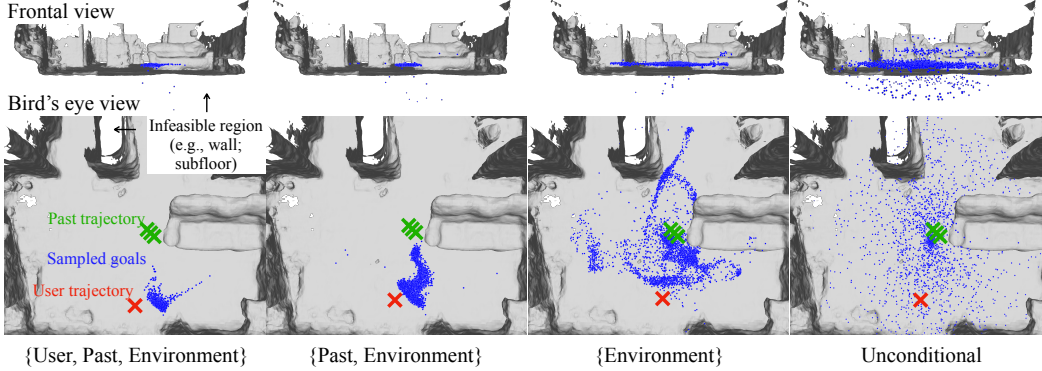 Frontal view
Bird's eye view
Infeasible region
(e.g., wall;
subfloor)
Past trajectory
Sampled goals
User trajectory
{User, Past, Environment}
{Past, Environment}
{Environment}
Unconditional